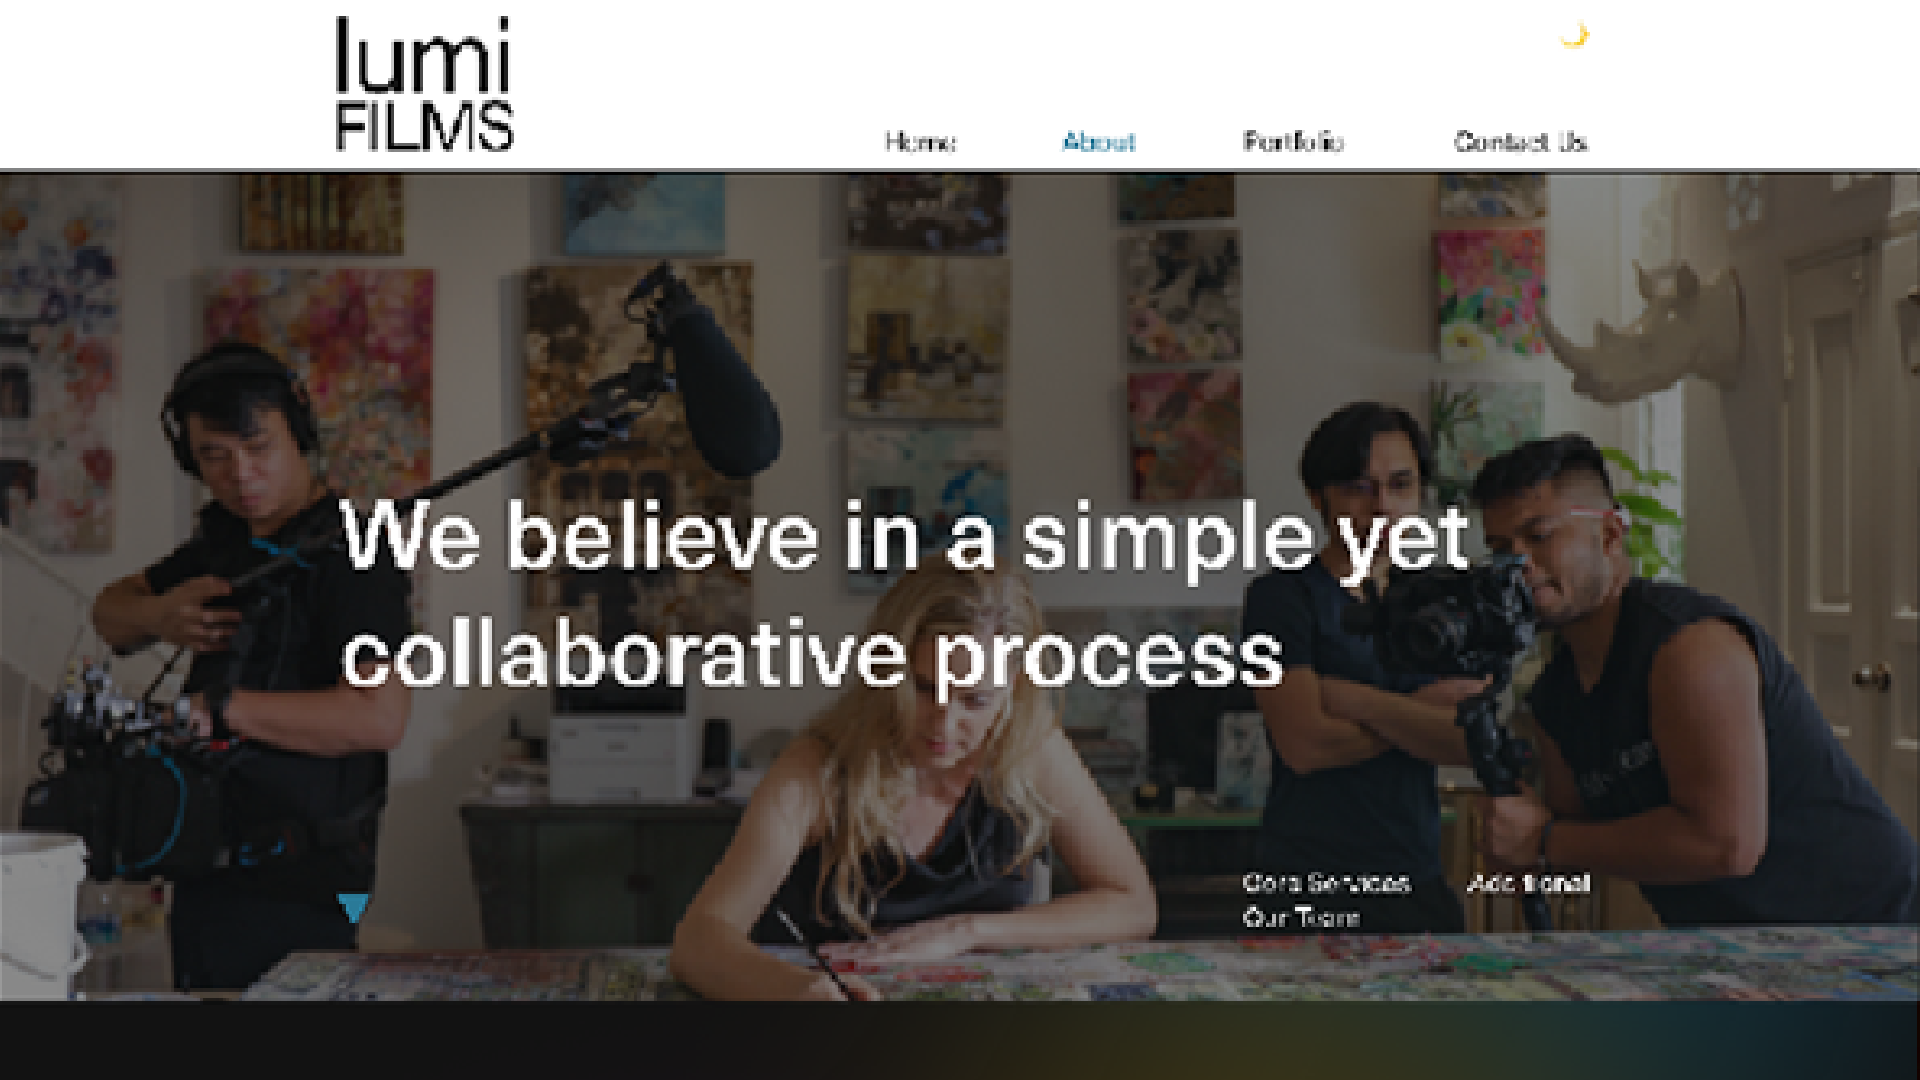 lumi
FILMS
Home
About
Portfolio
Contact Us
We believe in a simple yet
collaborative process
Core Services
Additional
Our Team